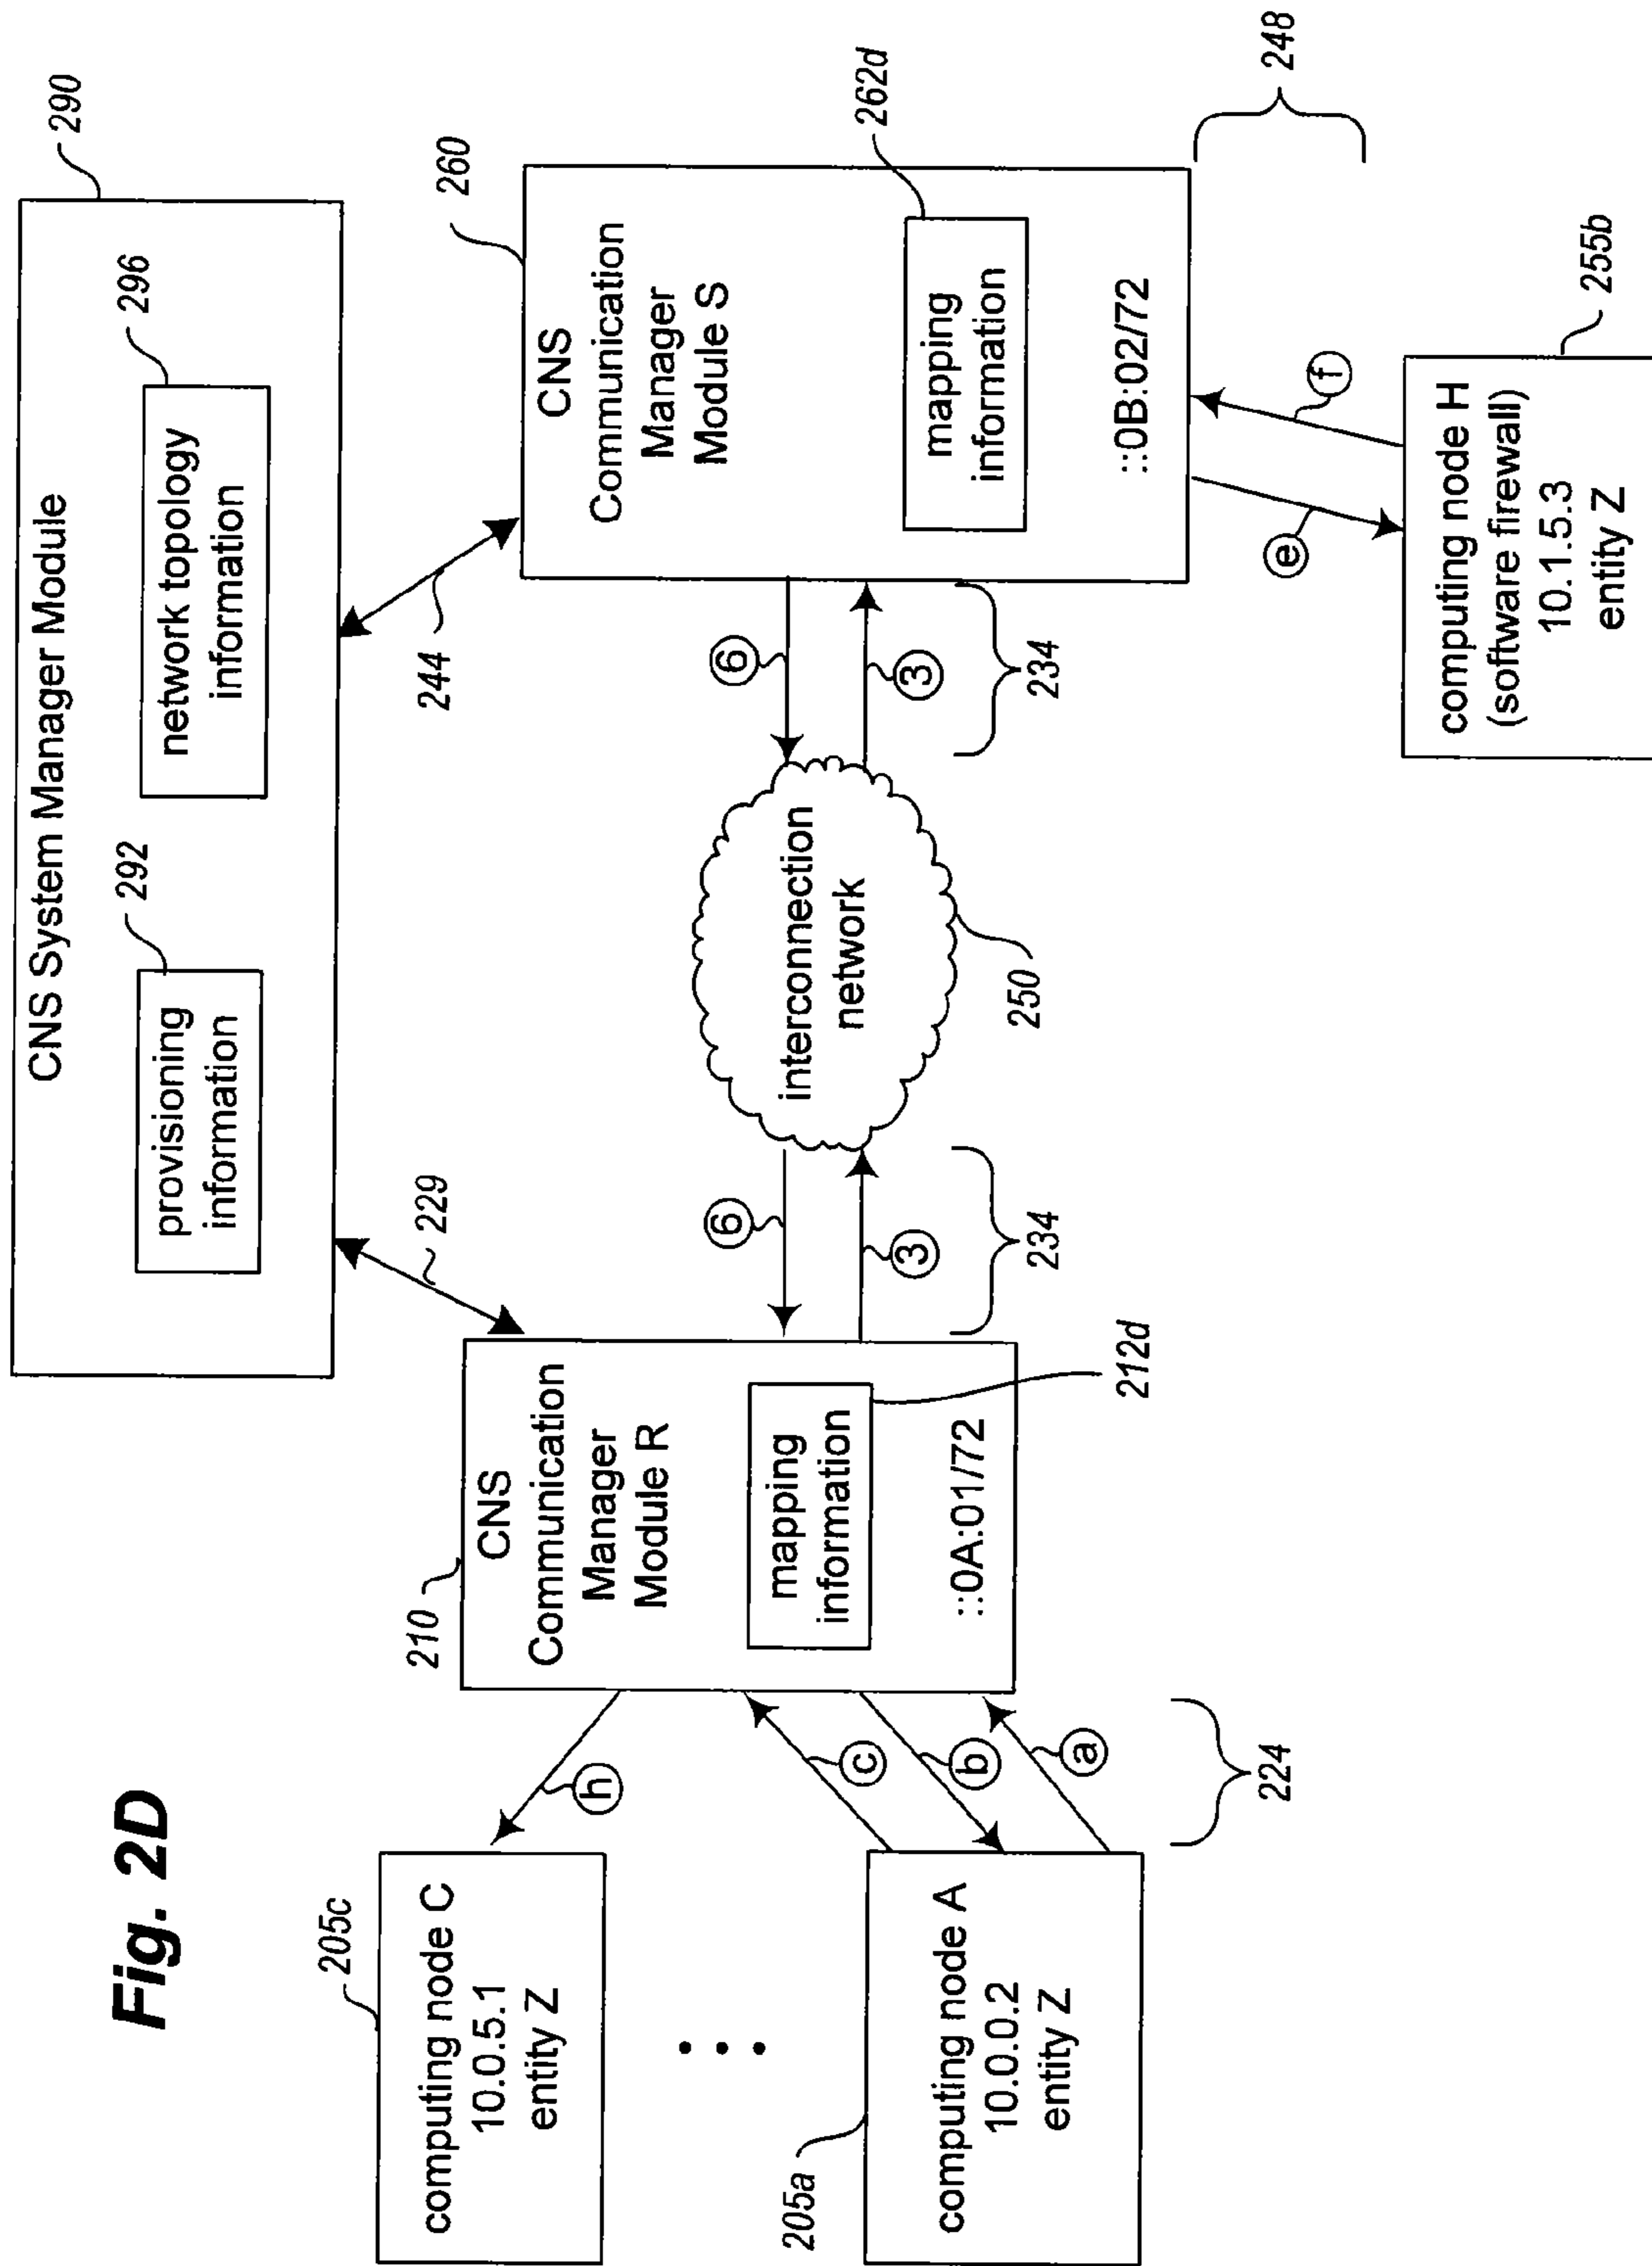 Fig. 2D
CNS System Manager Module
290
provisioning
information
292
network topology
information
296
229
244
210
CNS
Communication
Manager
Module R
mapping
information
212d
::0A:01/72
260
CNS
Communication
Manager
Module S
mapping
information
262d
::0B:02/72
6
3
234
interconnection
network
250
6
3
234
205c
computing node C
10.0.5.1
entity Z
h
205a
computing node A
10.0.0.2
entity Z
c
b
a
224
e
f
248
255b
computing node H
(software firewall)
10.1.5.3
entity Z